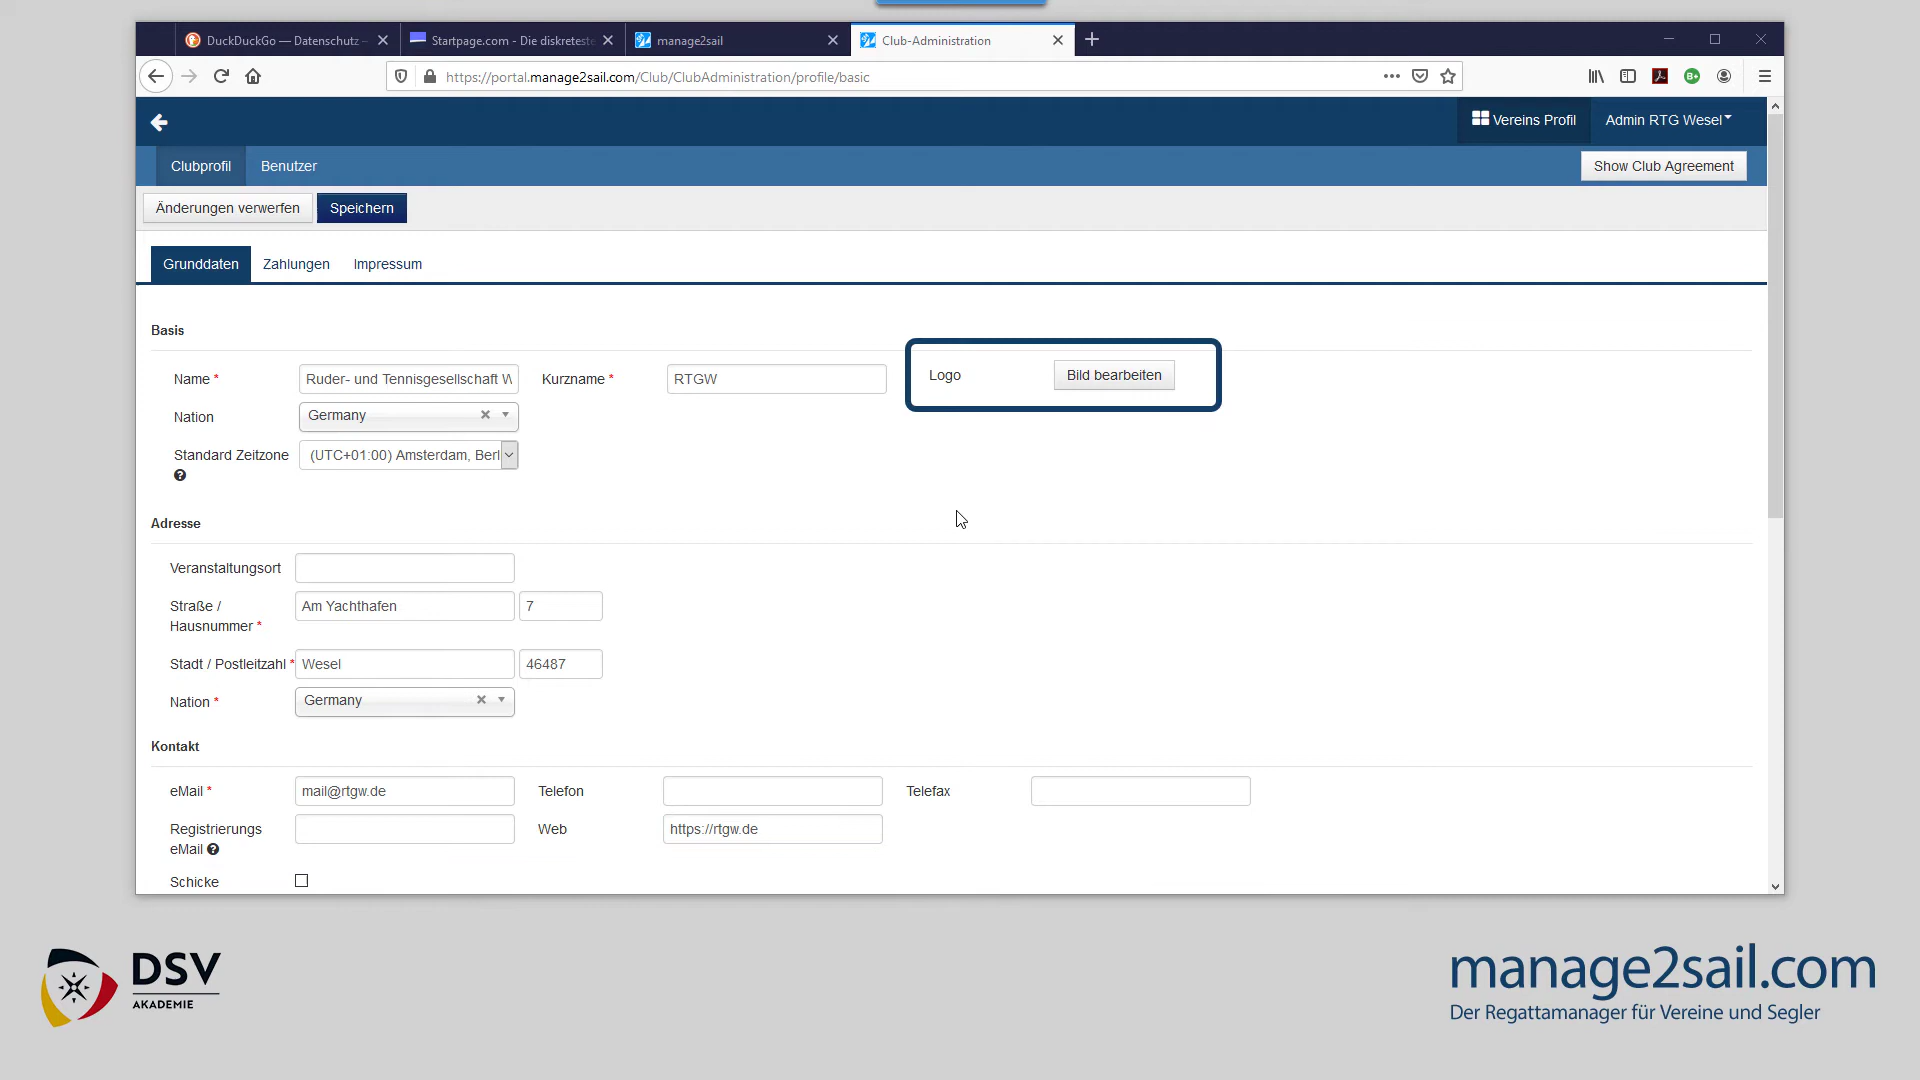 DuckDuckGo — Datenschutz -
Startpage.com - Die diskreteste
manage2sail
Club-Administration
https://portal.manage2sail.com/Club/ClubAdministration/profile/basic
Vereins Profil
Admin RTG Wesel
Clubprofil
Benutzer
Show Club Agreement
Änderungen verwerfen
Speichern
Grunddaten
Zahlungen
Impressum
Basis
Name *
Ruder- und Tennisgesellschaft W
Kurzname *
RTGW
Logo
Bild bearbeiten
Nation
Germany
Standard Zeitzone
(UTC+01:00) Amsterdam, Berl
Adresse
Veranstaltungsort
Straße /
Hausnummer *
Am Yachthafen
7
Stadt / Postleitzahl *
Wesel
46487
Nation *
Germany
Kontakt
eMail *
mail@rtgw.de
Telefon
Telefax
Registrierungs
eMail
Web
https://rtgw.de
Schicke
DSV
AKADEMIE
manage2sail.com
Der Regattamanager für Vereine und Segler